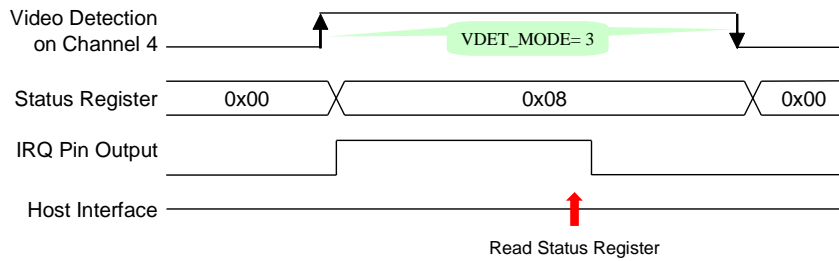 Video Detection
on Channel 4
VDET_MODE= 3
Status Register
0x00
0x08
0x00
IRQ Pin Output
Host Interface
Read Status Register